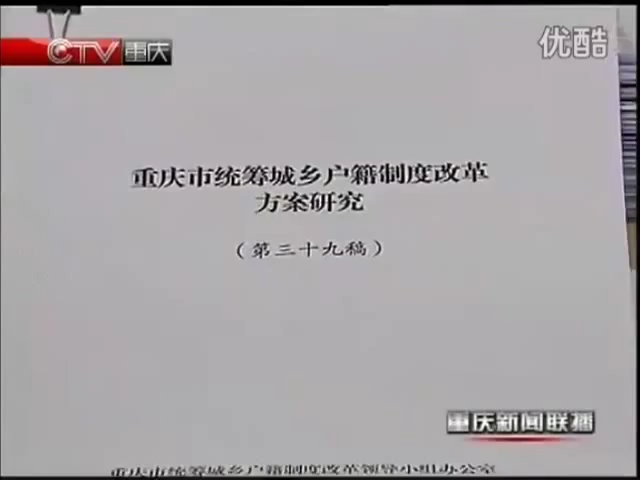 CTV重庆
优酷
重庆市统筹城乡户籍制度改革
方案研究
（第三十九稿）
重庆新闻联播
重庆市统筹城乡户籍制度改革领导小组办公室